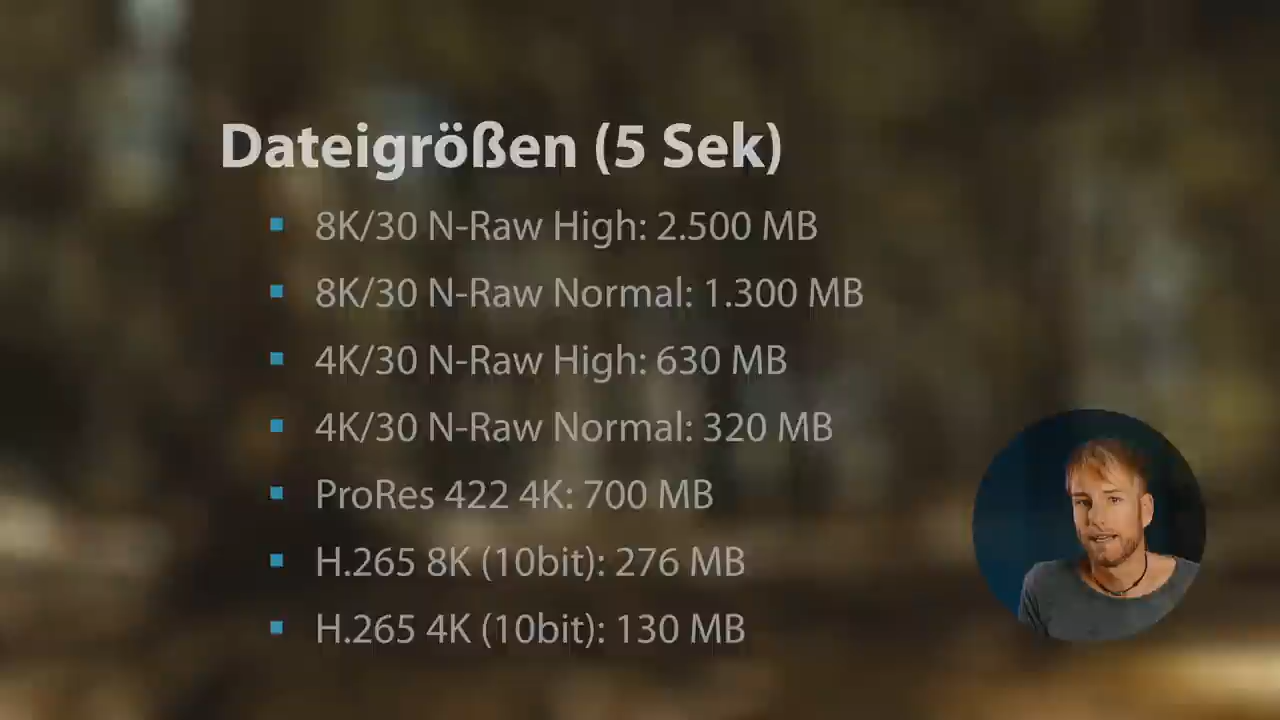 Dateigrößen (5 Sek)
8K/30 N-Raw High: 2.500 MB
8K/30 N-Raw Normal: 1.300 MB
4K/30 N-Raw High: 630 MB
4K/30 N-Raw Normal: 320 MB
ProRes 422 4K: 700 MB
H.265 8K (10bit): 276 MB
H.265 4K (10bit): 130 MB